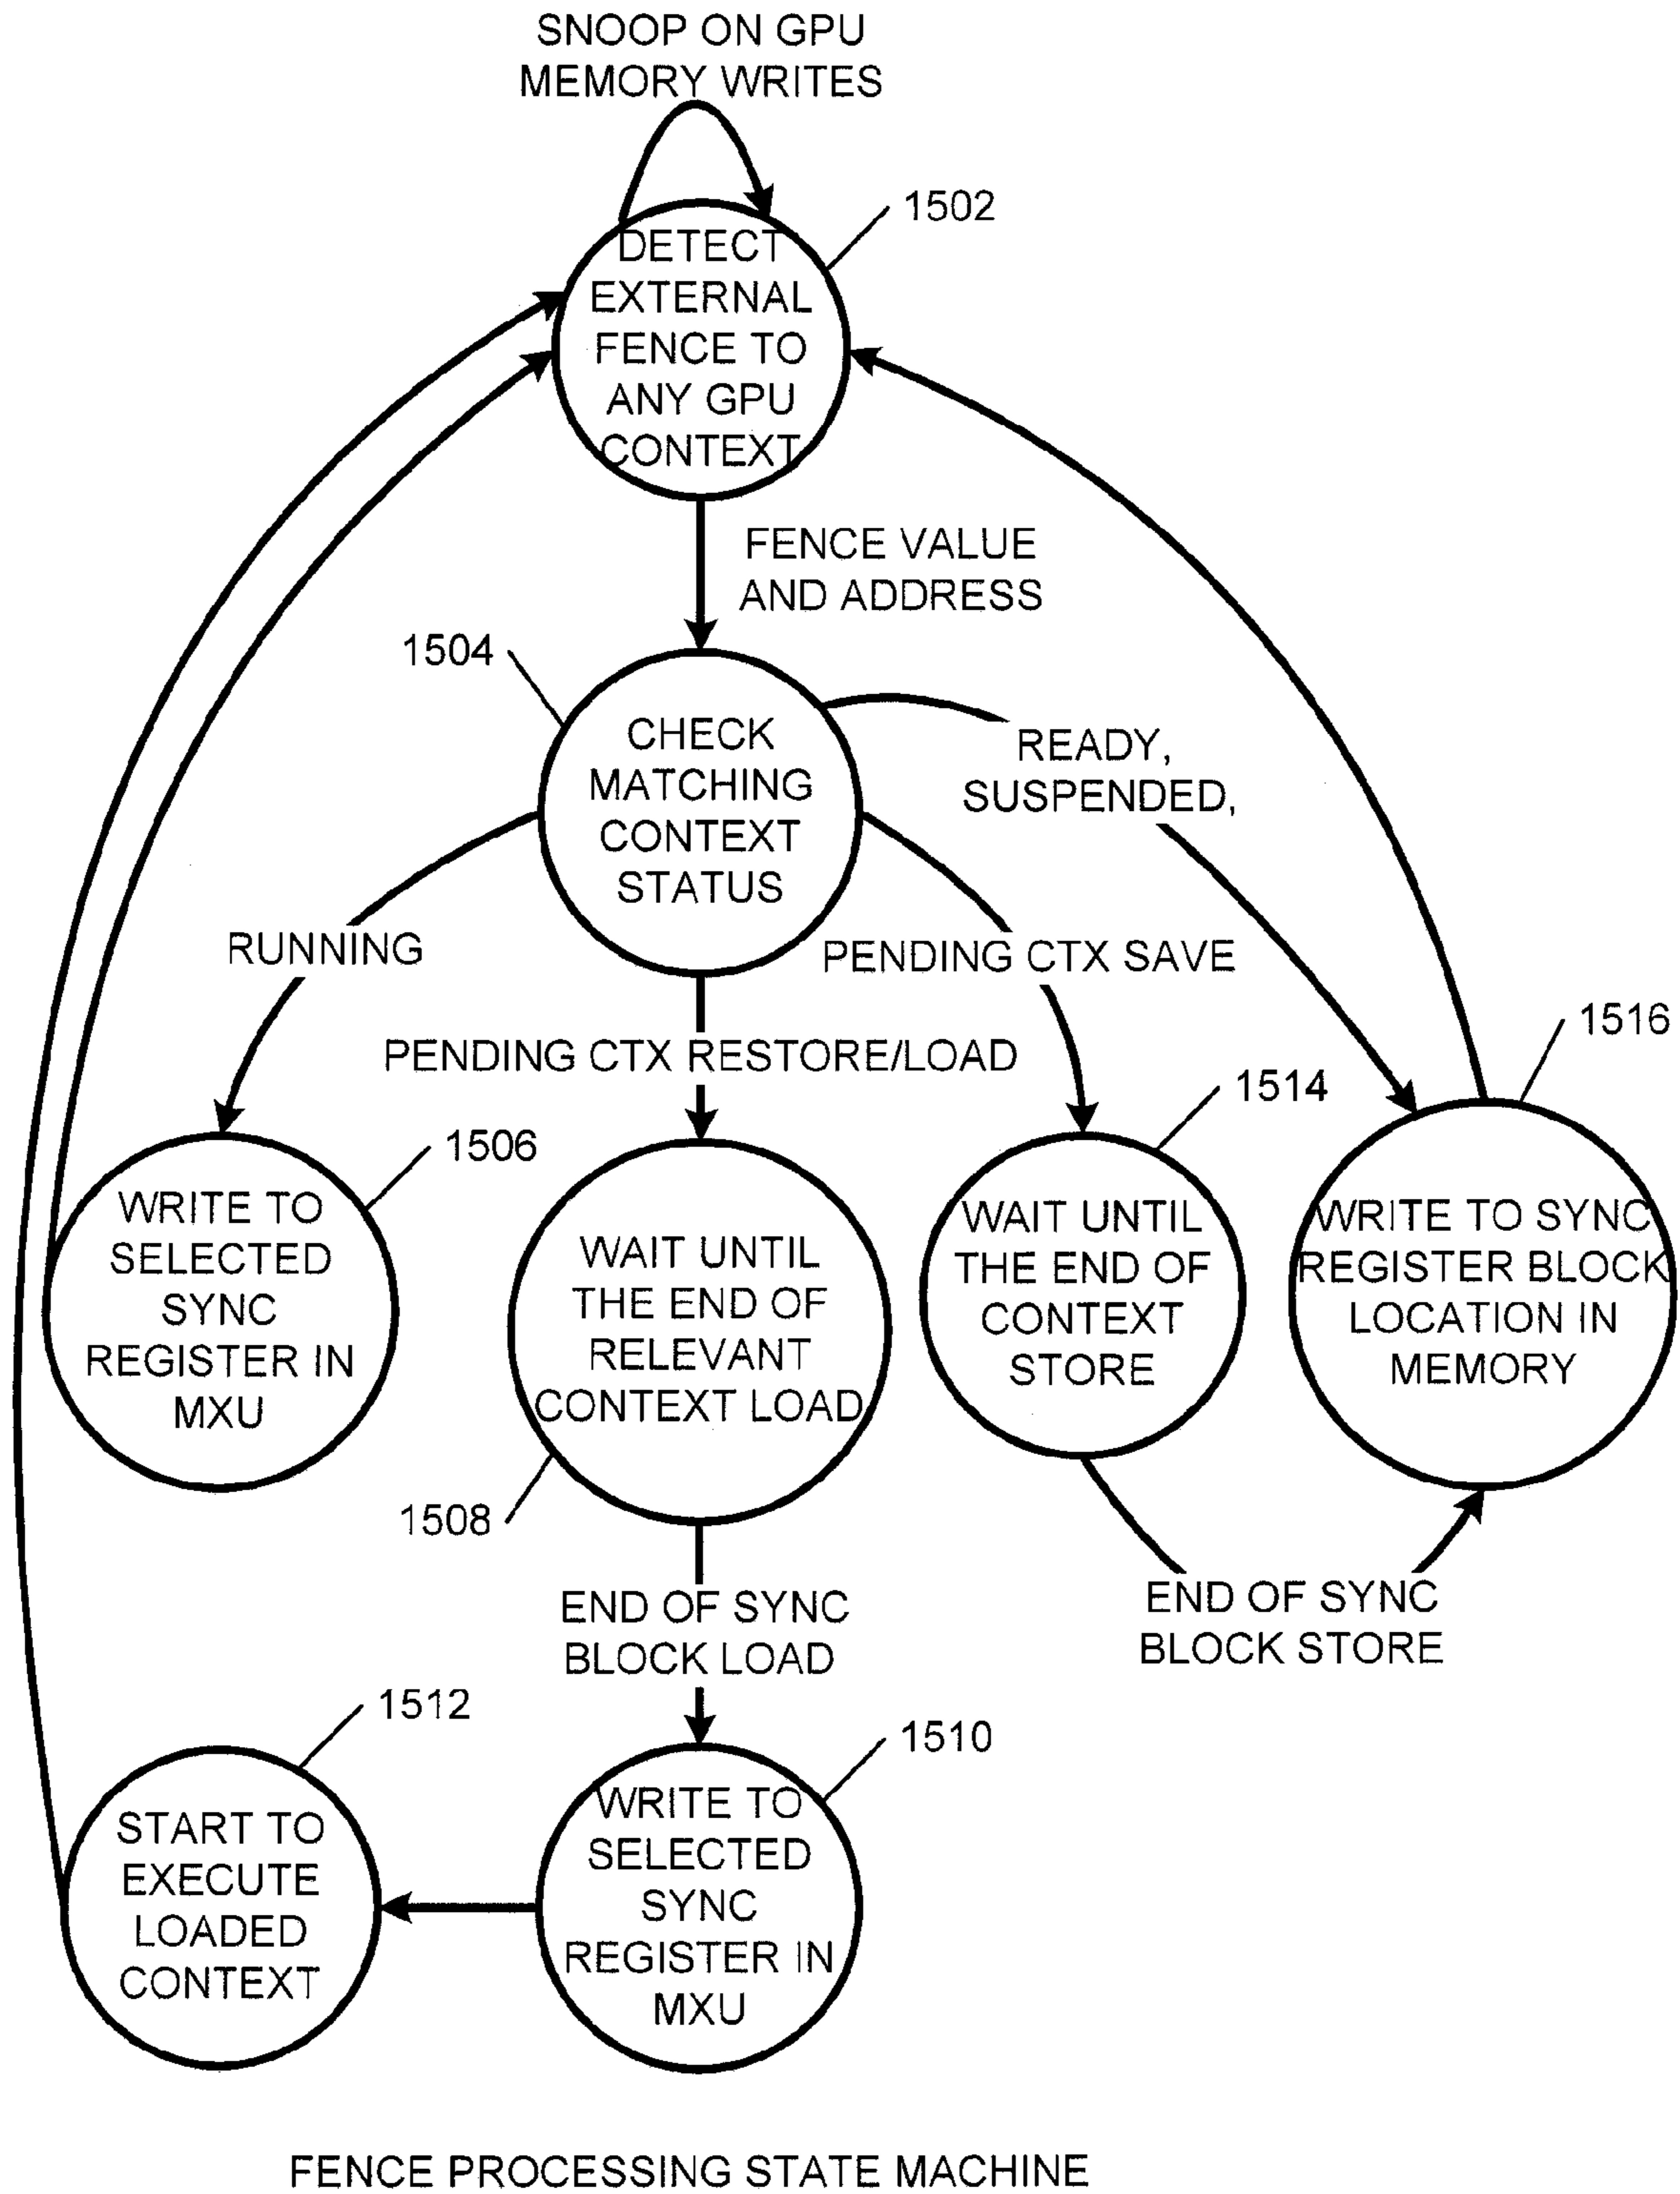 SNOOP ON GPU
MEMORY WRITES
1502
DETECT
EXTERNAL
FENCE TO
ANY GPU
CONTEXT
FENCE VALUE
AND ADDRESS
1504
CHECK
MATCHING
CONTEXT
STATUS
READY,
SUSPENDED,
RUNNING
PENDING CTX SAVE
PENDING CTX RESTORE/LOAD
1516
1514
1506
WRITE TO
SELECTED
SYNC
REGISTER IN
MXU
WAIT UNTIL
THE END OF
RELEVANT
CONTEXT LOAD
WAIT UNTIL
THE END OF
CONTEXT
STORE
WRITE TO SYNC
REGISTER BLOCK
LOCATION IN
MEMORY
1508
END OF SYNC
BLOCK LOAD
END OF SYNC
BLOCK STORE
1512
1510
START TO
EXECUTE
LOADED
CONTEXT
WRITE TO
SELECTED
SYNC
REGISTER IN
MXU
FENCE PROCESSING STATE MACHINE